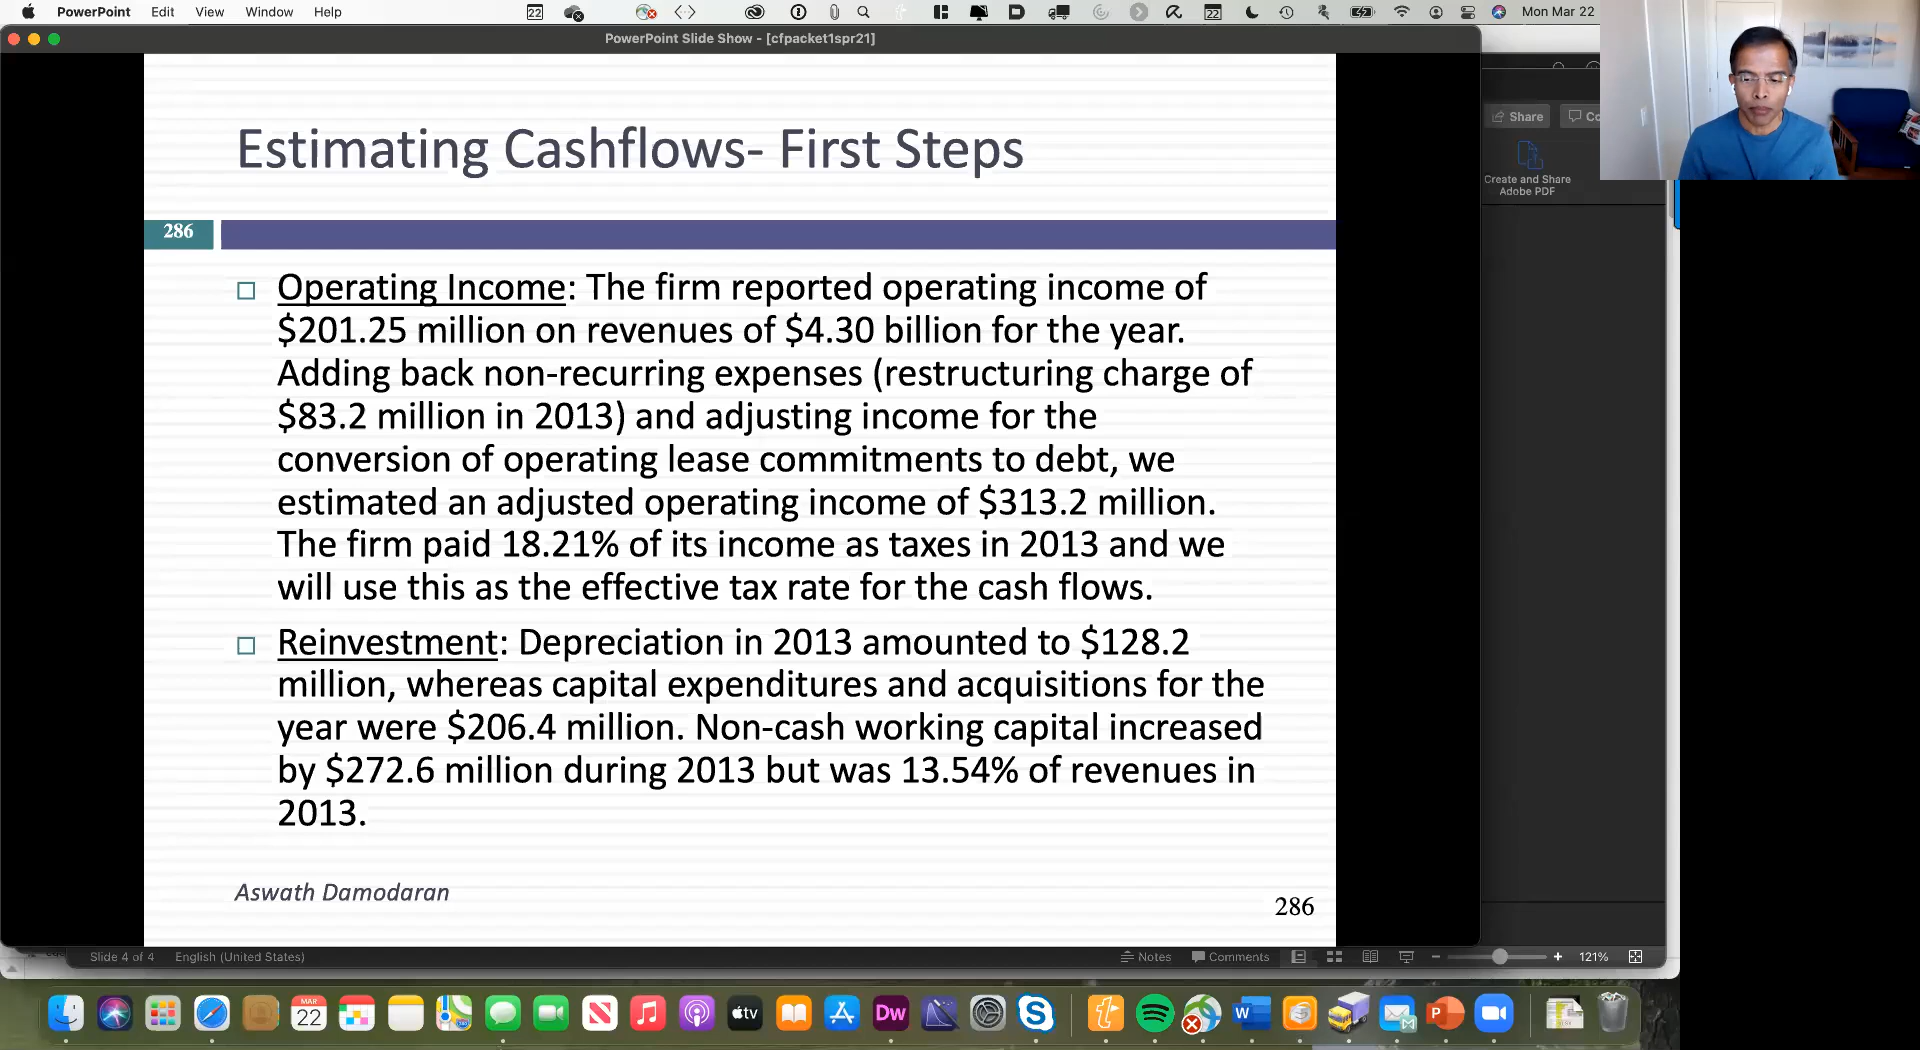 PowerPoint Edit View Window Help 22 22 Mon Mar 22
PowerPoint Slide Show - [cfpacket1spr21]
Share
Co
Create and Share
Adobe PDF
Estimating Cashflows- First Steps
286
Operating Income: The firm reported operating income of
$201.25 million on revenues of $4.30 billion for the year.
Adding back non-recurring expenses (restructuring charge of
$83.2 million in 2013) and adjusting income for the
conversion of operating lease commitments to debt, we
estimated an adjusted operating income of $313.2 million.
The firm paid 18.21% of its income as taxes in 2013 and we
will use this as the effective tax rate for the cash flows.
Reinvestment: Depreciation in 2013 amounted to $128.2
million, whereas capital expenditures and acquisitions for the
year were $206.4 million. Non-cash working capital increased
by $272.6 million during 2013 but was 13.54% of revenues in
2013.
Aswath Damodaran
286
Slide 4 of 4 English (United States) Notes Comments 121%
MAR
22
tv
Dw